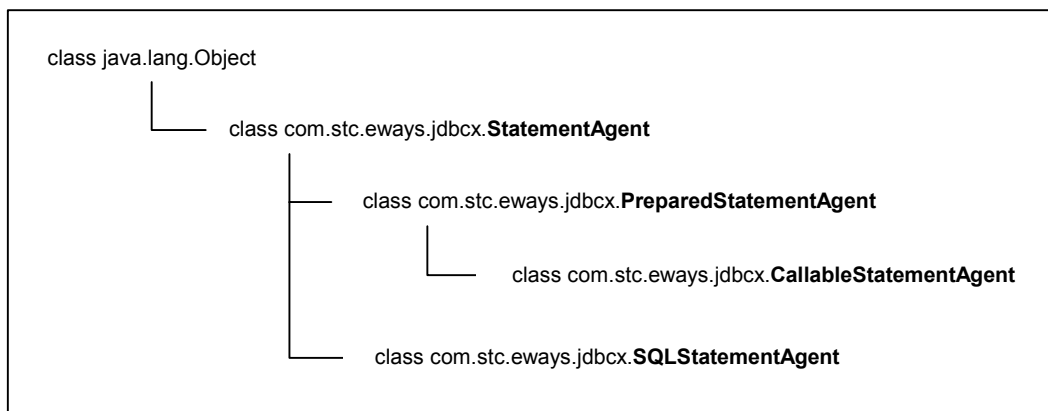 class java.lang.Object
class com.stc.eways.jdbcx.StatementAgent
class com.stc.eways.jdbcx.PreparedStatementAgent
class com.stc.eways.jdbcx.CallableStatementAgent
class com.stc.eways.jdbcx.SQLStatementAgent